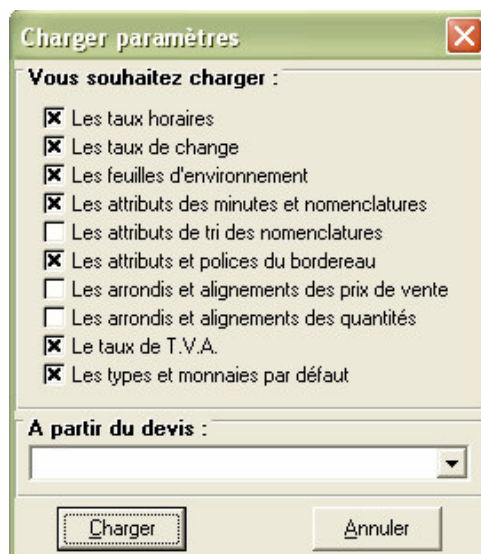 Charger paramètres
Vous souhaitez charger :
Les taux horaires
Les taux de change
Les feuilles d'environnement
Les attributs des minutes et nomenclatures
Les attributs de tri des nomenclatures
Les attributs et polices du bordereau
Les arrondis et alignements des prix de vente
Les arrondis et alignements des quantités
Le taux de T.V.A.
Les types et monnaies par défaut
A partir du devis :
Charger
Annuler